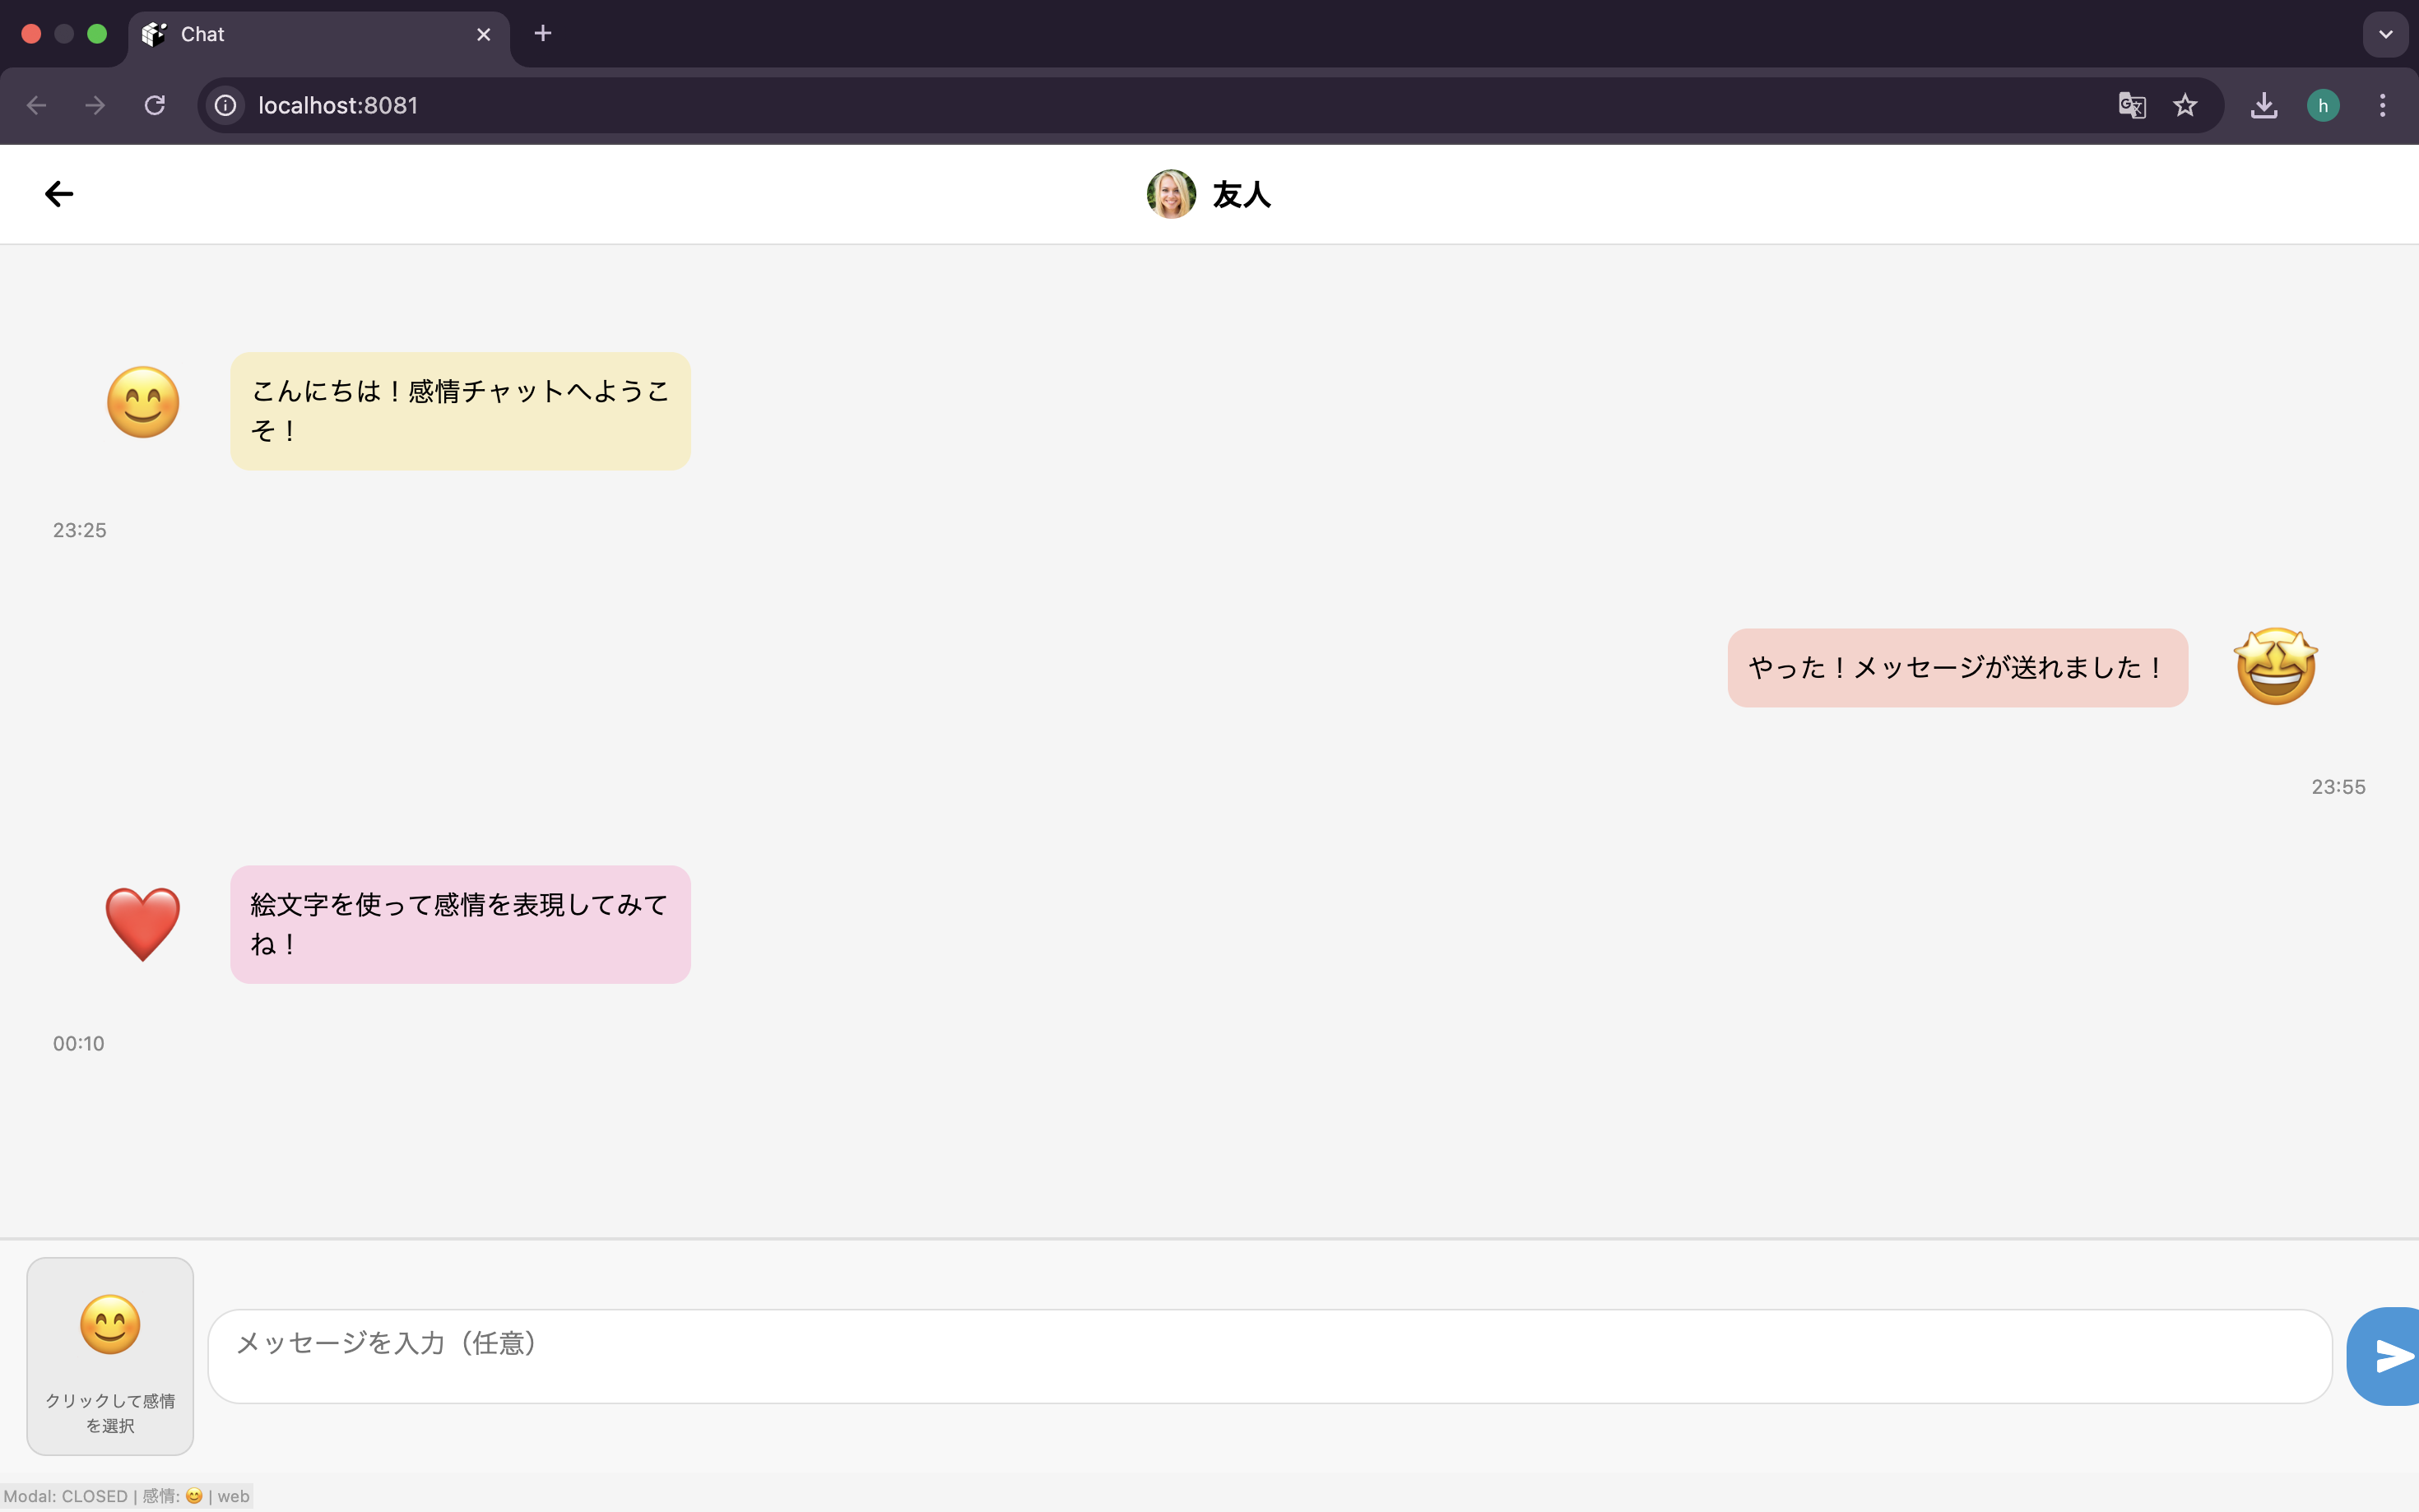 Chat
localhost:8081
h
友人
こんにちは！感情チャットへようこ
そ！
23:25
やった！メッセージが送れました！
23:55
絵文字を使って感情を表現してみて
ね！
00:10
メッセージを入力（任意）
クリックして感情
を選択
Modal: CLOSED | 感情: 😊 | web